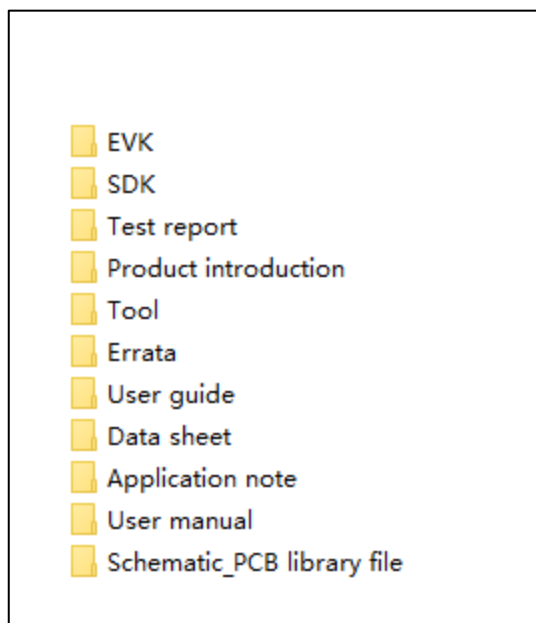 EVK
SDK
Test report
Product introduction
Tool
Errata
User guide
Data sheet
Application note
User manual
Schematic_PCB library file